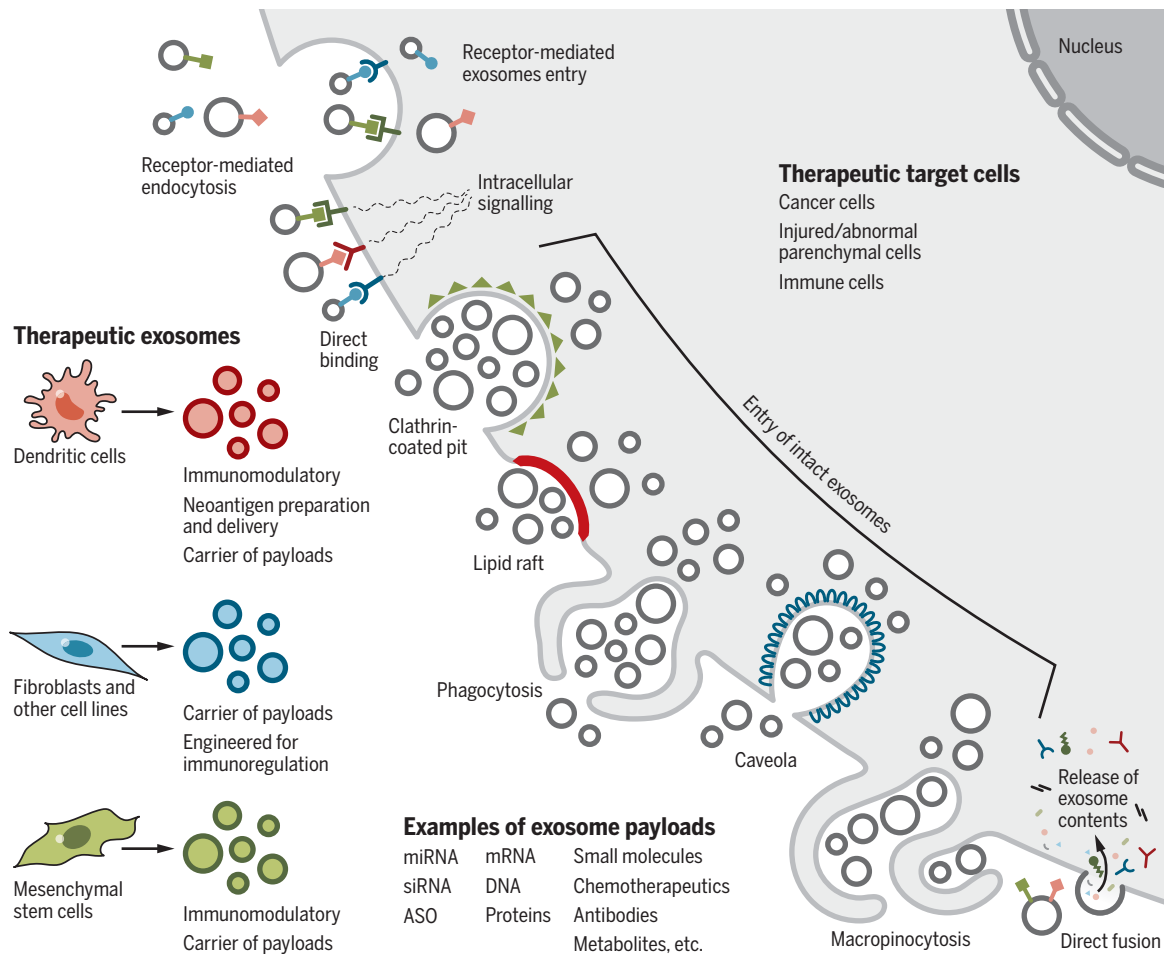 Nucleus
Receptor-mediated
exosomes entry
Receptor-mediated
endocytosis
Intracellular
signalling
Therapeutic target cells
Cancer cells
Injured/abnormal
parenchymal cells
Immune cells
Direct
binding
Therapeutic exosomes
Dendritic cells
Immunomodulatory
Neoantigen preparation
and delivery
Carrier of payloads
Clathrin-
coated pit
Entry of intact exosomes
Lipid raft
Fibroblasts and
other cell lines
Carrier of payloads
Engineered for
immunoregulation
Phagocytosis
Caveola
Release of
exosome
contents
Mesenchymal
stem cells
Immunomodulatory
Carrier of payloads
Examples of exosome payloads
miRNA mRNA Small molecules
siRNA DNA Chemotherapeutics
ASO Proteins Antibodies
Metabolites, etc.
Macropinocytosis
Direct fusion